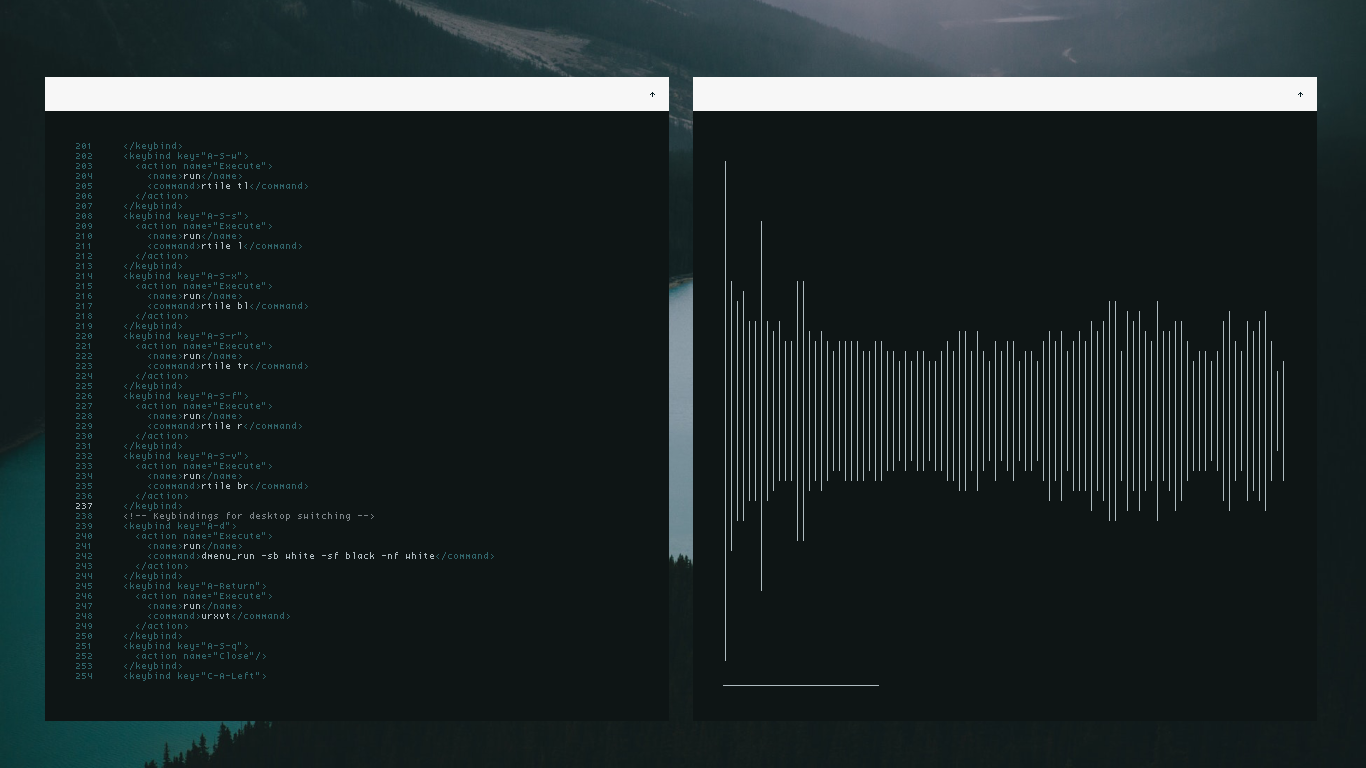 201     </keybind>
202     <keybind key="A-S-w">
203       <action name="Execute">
204         <name>run</name>
205         <command>rtile tl</command>
206       </action>
207     </keybind>
208     <keybind key="A-S-s">
209       <action name="Execute">
210         <name>run</name>
211         <command>rtile l</command>
212       </action>
213     </keybind>
214     <keybind key="A-S-x">
215       <action name="Execute">
216         <name>run</name>
217         <command>rtile bl</command>
218       </action>
219     </keybind>
220     <keybind key="A-S-r">
221       <action name="Execute">
222         <name>run</name>
223         <command>rtile tr</command>
224       </action>
225     </keybind>
226     <keybind key="A-S-f">
227       <action name="Execute">
228         <name>run</name>
229         <command>rtile r</command>
230       </action>
231     </keybind>
232     <keybind key="A-S-v">
233       <action name="Execute">
234         <name>run</name>
235         <command>rtile br</command>
236       </action>
237     </keybind>
238     <!-- Keybindings for desktop switching -->
239     <keybind key="A-d">
240       <action name="Execute">
241         <name>run</name>
242         <command>dmenu_run -sb white -sf black -nf white</command>
243       </action>
244     </keybind>
245     <keybind key="A-Return">
246       <action name="Execute">
247         <name>run</name>
248         <command>urxvt</command>
249       </action>
250     </keybind>
251     <keybind key="A-S-q">
252       <action name="Close"/>
253     </keybind>
254     <keybind key="C-A-Left">